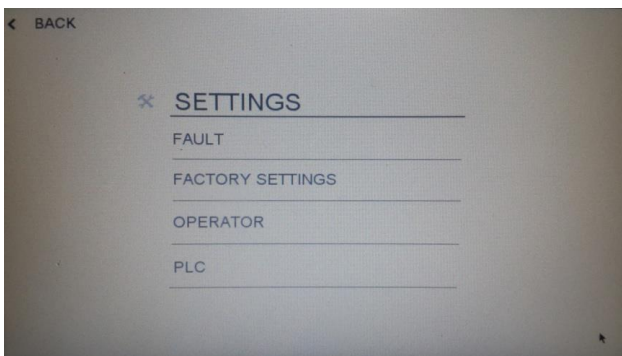 < BACK
SETTINGS
FAULT
FACTORY SETTINGS
OPERATOR
PLC